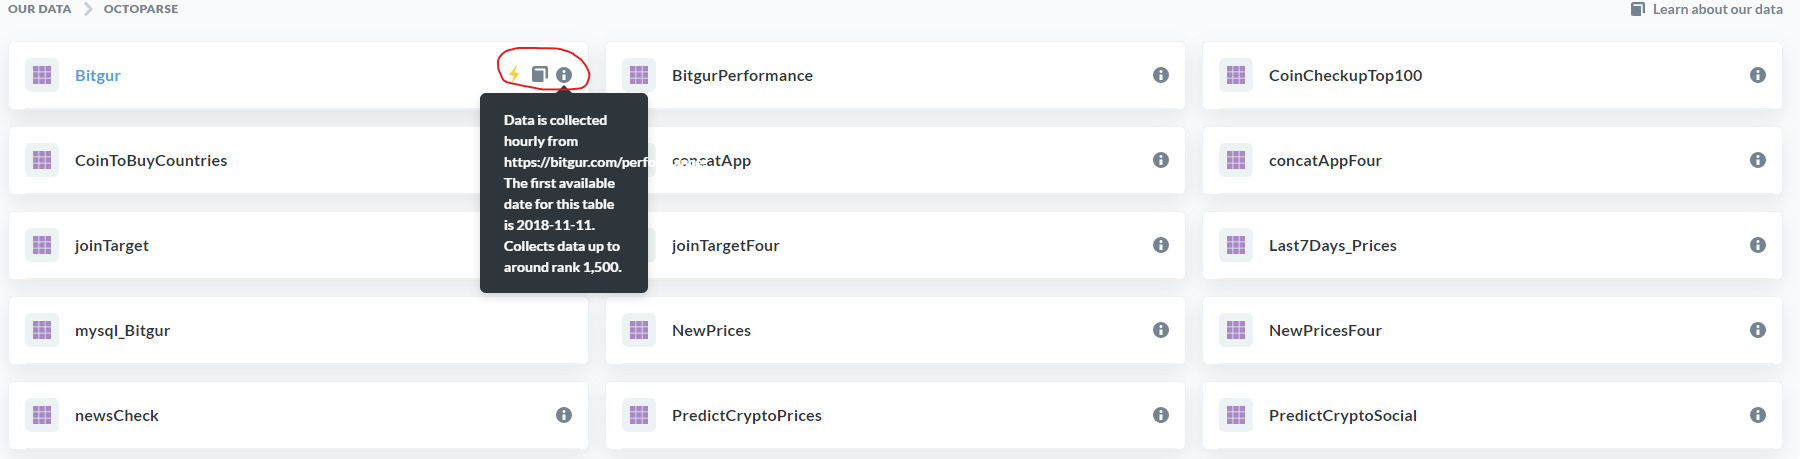 OUR DATA > OCTOPARSE
Learn about our data
Bitgur
BitgurPerformance
CoinCheckupTop100
Data is collected
hourly from
https://bitgur.com/perfo
The first available
date for this table
is 2018-11-11.
Collects data up to
around rank 1,500.
CoinToBuyCountries
concatApp
concatAppFour
joinTarget
joinTargetFour
Last7Days_Prices
mysql_Bitgur
NewPrices
NewPricesFour
newsCheck
PredictCryptoPrices
PredictCryptoSocial